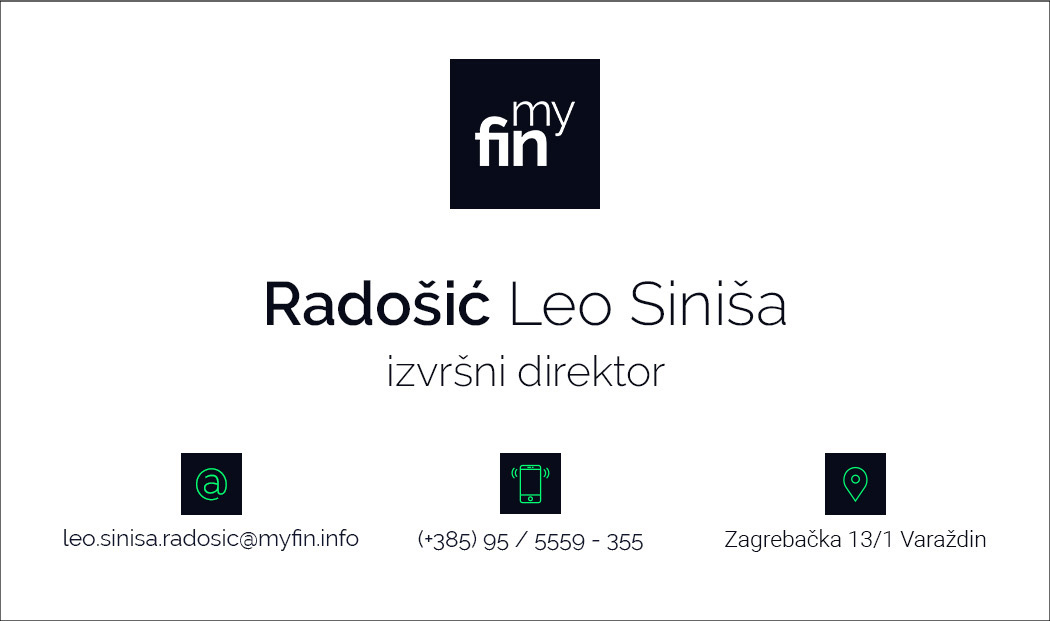 my
fin
Radošić Leo Siniša
izvršni direktor
@
leo.sinisa.radosic@myfin.info
(+385) 95 / 5559 - 355
Zagrebačka 13/1 Varaždin